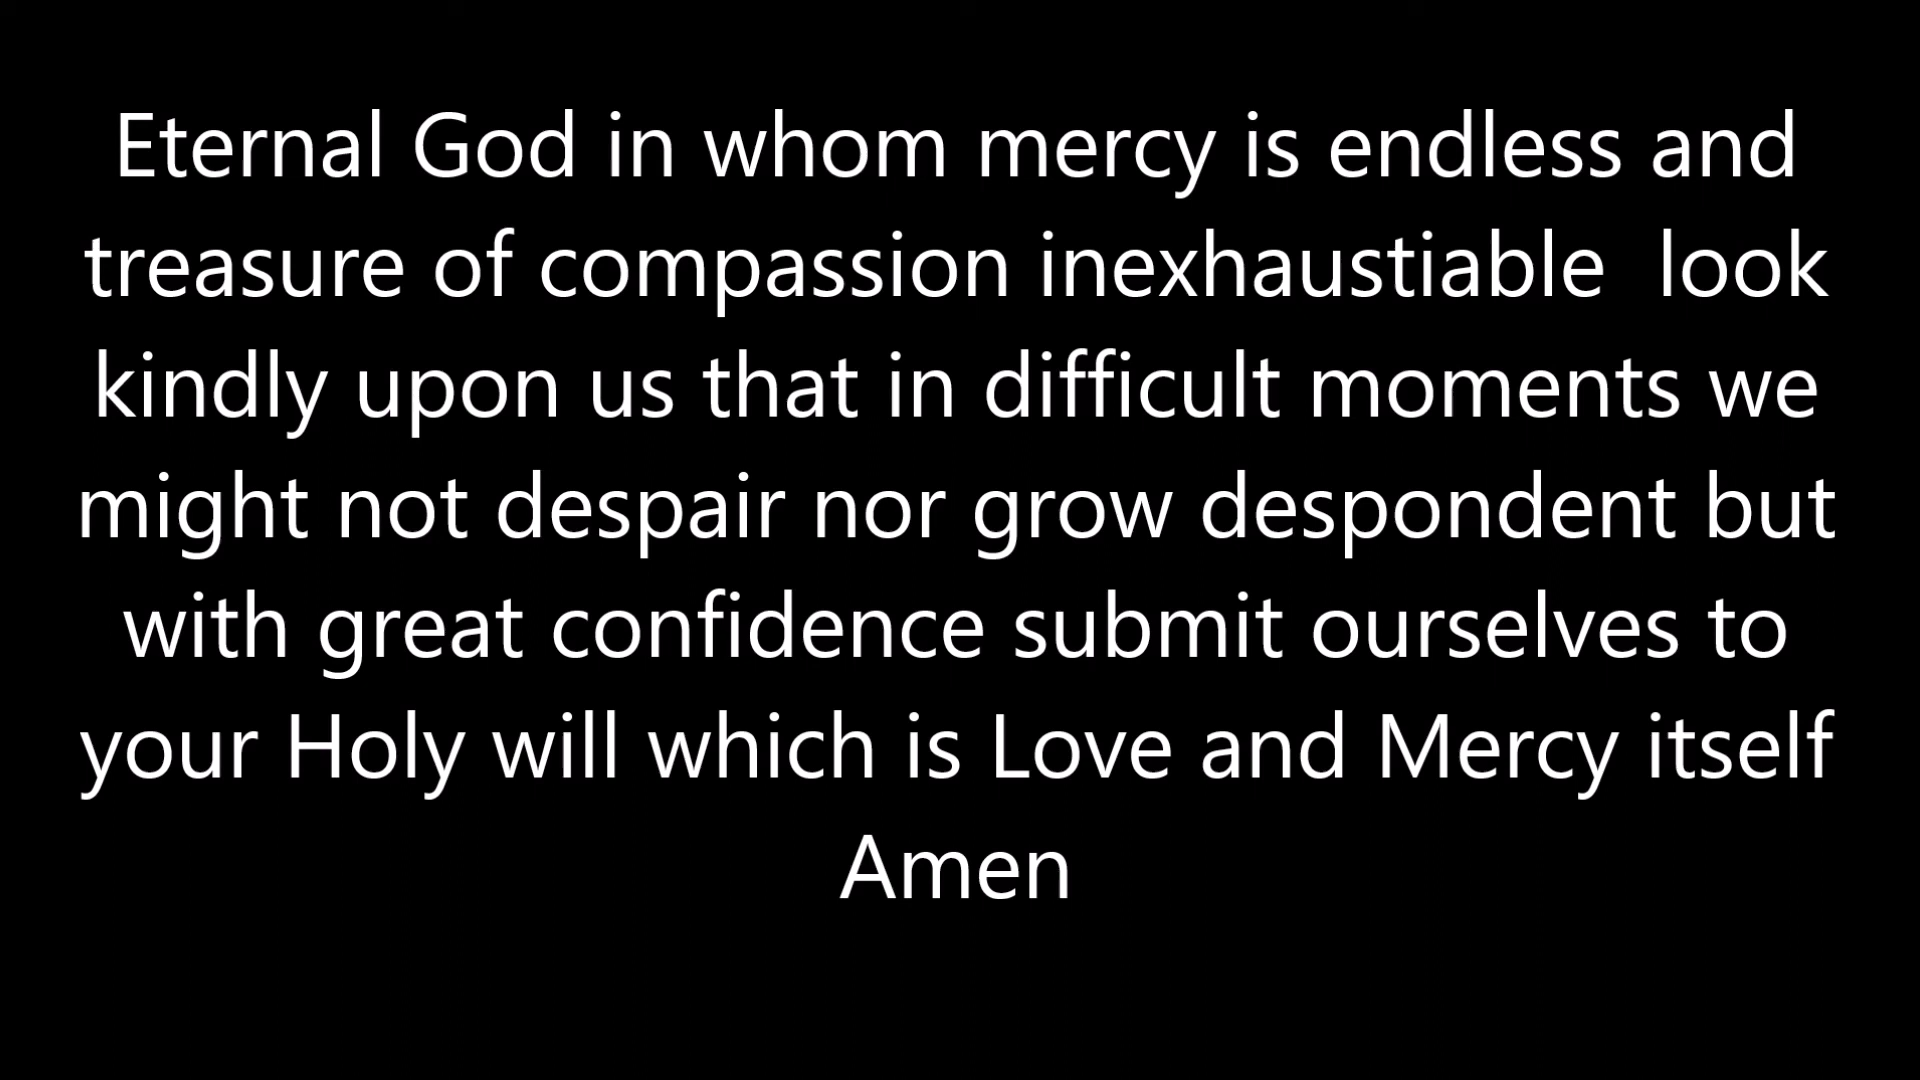 Eternal God in whom mercy is endless and
treasure of compassion inexhaustiable  look
kindly upon us that in difficult moments we
might not despair nor grow despondent but
with great confidence submit ourselves to
your Holy will which is Love and Mercy itself
Amen